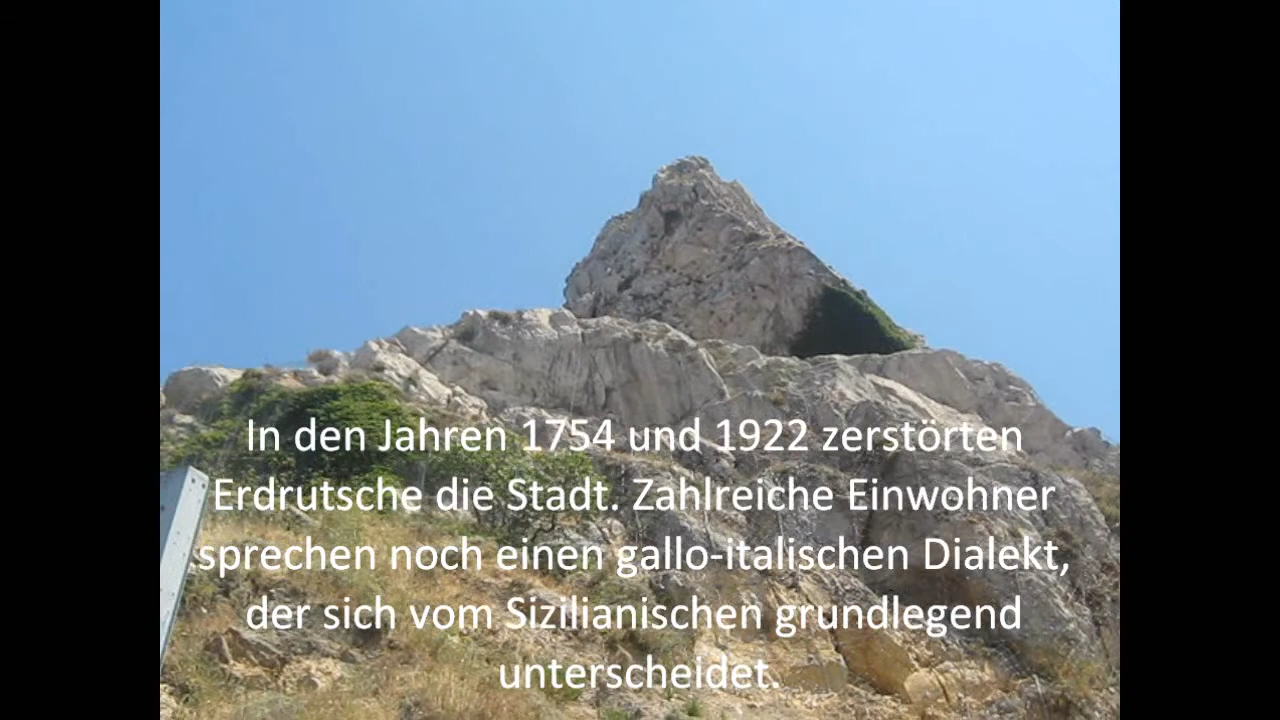 In den Jahren 1754 und 1922 zerstörten
Erdrutsche die Stadt. Zahlreiche Einwohner
sprechen noch einen gallo-italischen Dialekt,
der sich vom Sizilianischen grundlegend
unterscheidet.